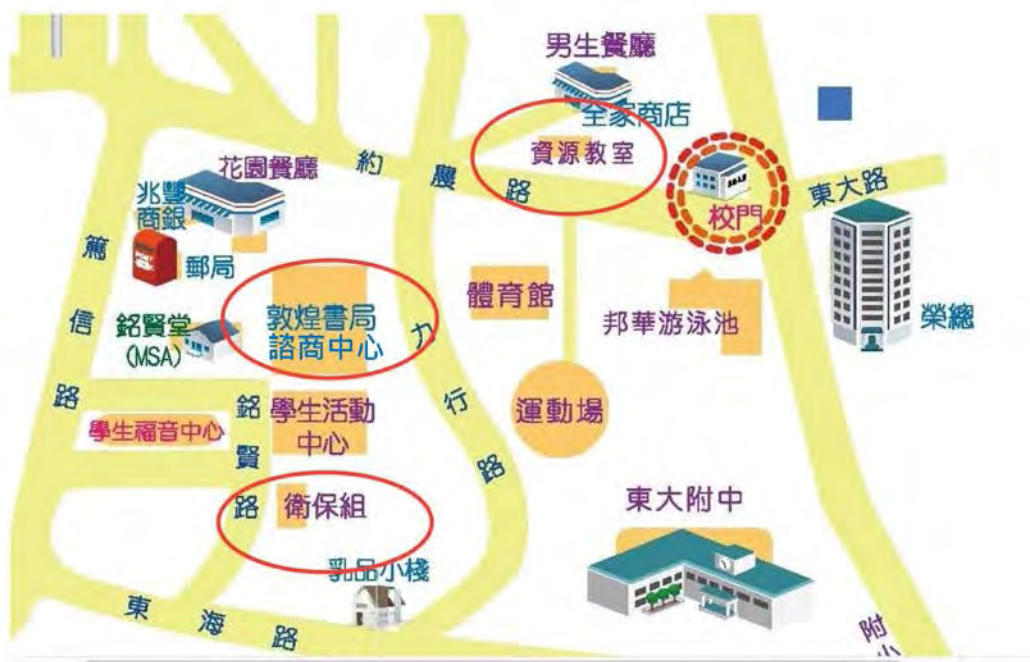 男生餐廳
全家商店
資源教室
約農路
校門
東大路
花園餐廳
兆豐
商銀
郵局
篤信路
銘賢堂
(MSA)
敦煌書局
諮商中心
力行路
體育館
邦華游泳池
榮總
學生福音中心
銘賢路
學生活動
中心
運動場
衛保組
東大附中
乳品小棧
東海路
附小